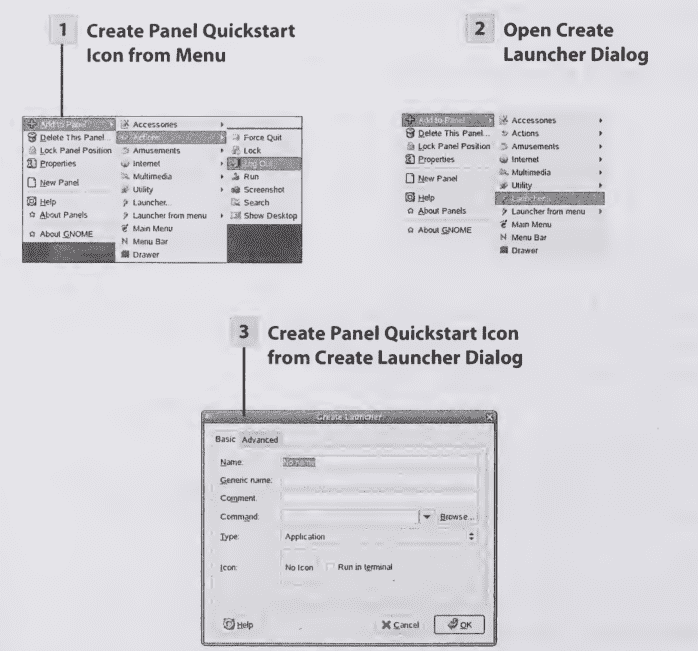 1 Create Panel Quickstart
Icon from Menu
Add to Panel
Delete This Panel...
Lock Panel Position
Properties
New Panel
Help
About Panels
About GNOME
Accessories
Actions
Amusements
Internet
Multimedia
Utility
Launcher...
Launcher from menu
Main Menu
Menu Bar
Drawer
Force Quit
Lock
Log Out
Run
Screenshot
Search
Show Desktop
2 Open Create
Launcher Dialog
Add to Panel
Delete This Panel...
Lock Panel Position
Properties
New Panel
Help
About Panels
About GNOME
Accessories
Actions
Amusements
Internet
Multimedia
Utility
Launcher...
Launcher from menu
Main Menu
Menu Bar
Drawer
3 Create Panel Quickstart Icon
from Create Launcher Dialog
Create Launcher
Basic Advanced
Name: No name
Generic name:
Comment:
Command: Browse...
Type: Application
Icon: No Icon Run in terminal
Help Cancel OK